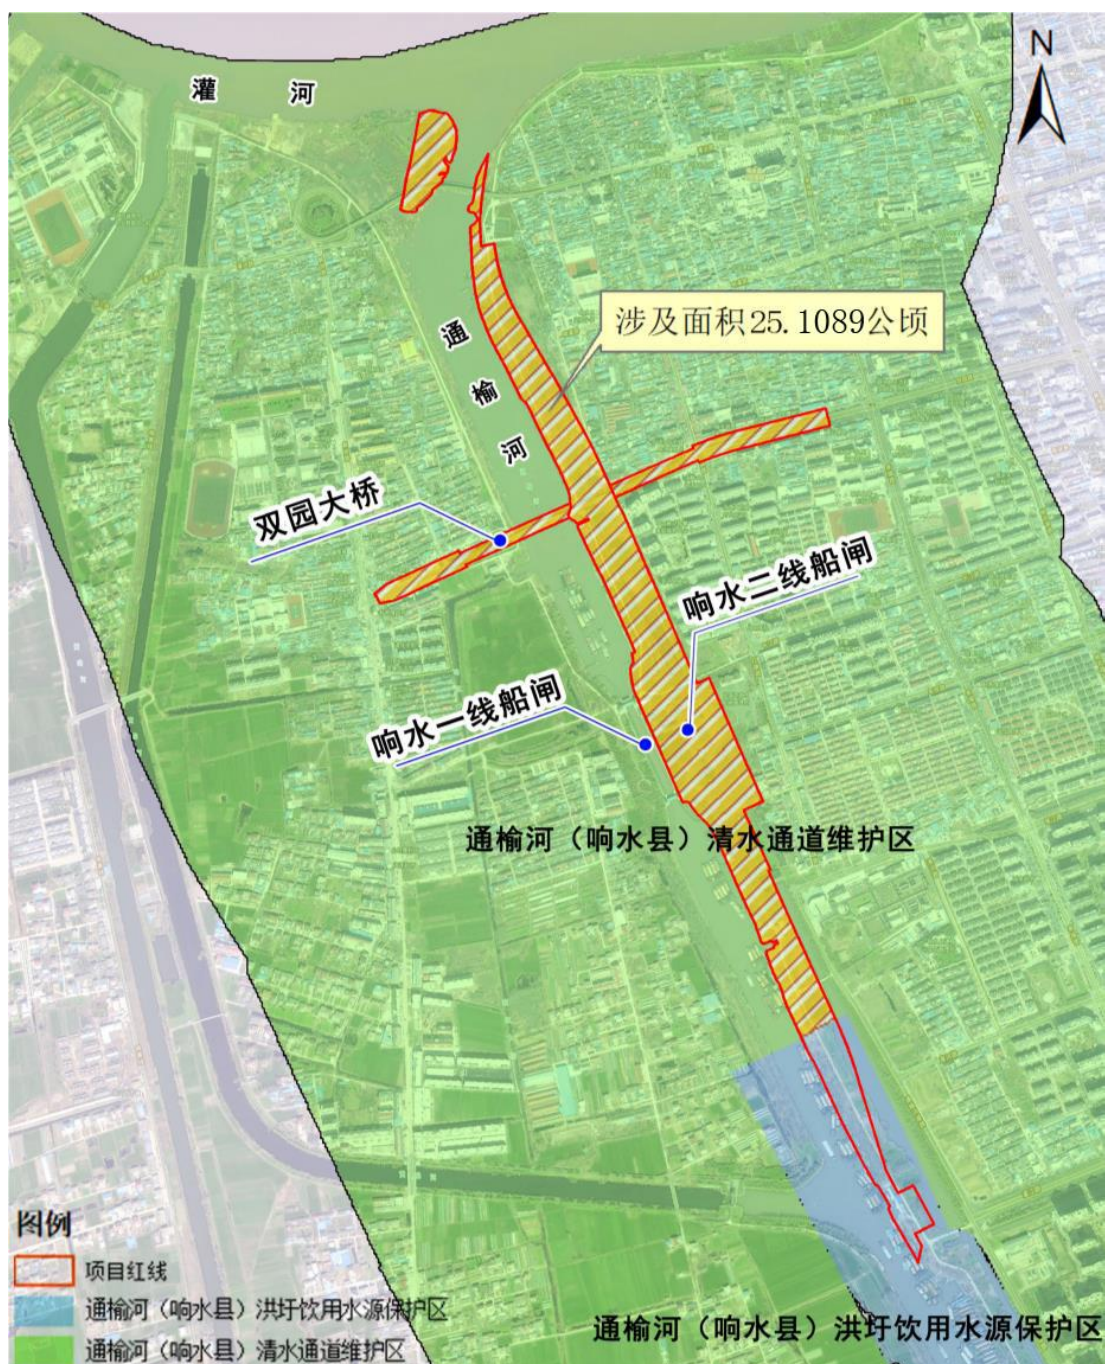 N
灌河
涉及面积25.1089公顷
通榆河
双园大桥
响水二线船闸
响水一线船闸
通榆河（响水县）清水通道维护区
图例
项目红线
通榆河（响水县）洪圩饮用水源保护区
通榆河（响水县）清水通道维护区
通榆河（响水县）洪圩饮用水源保护区